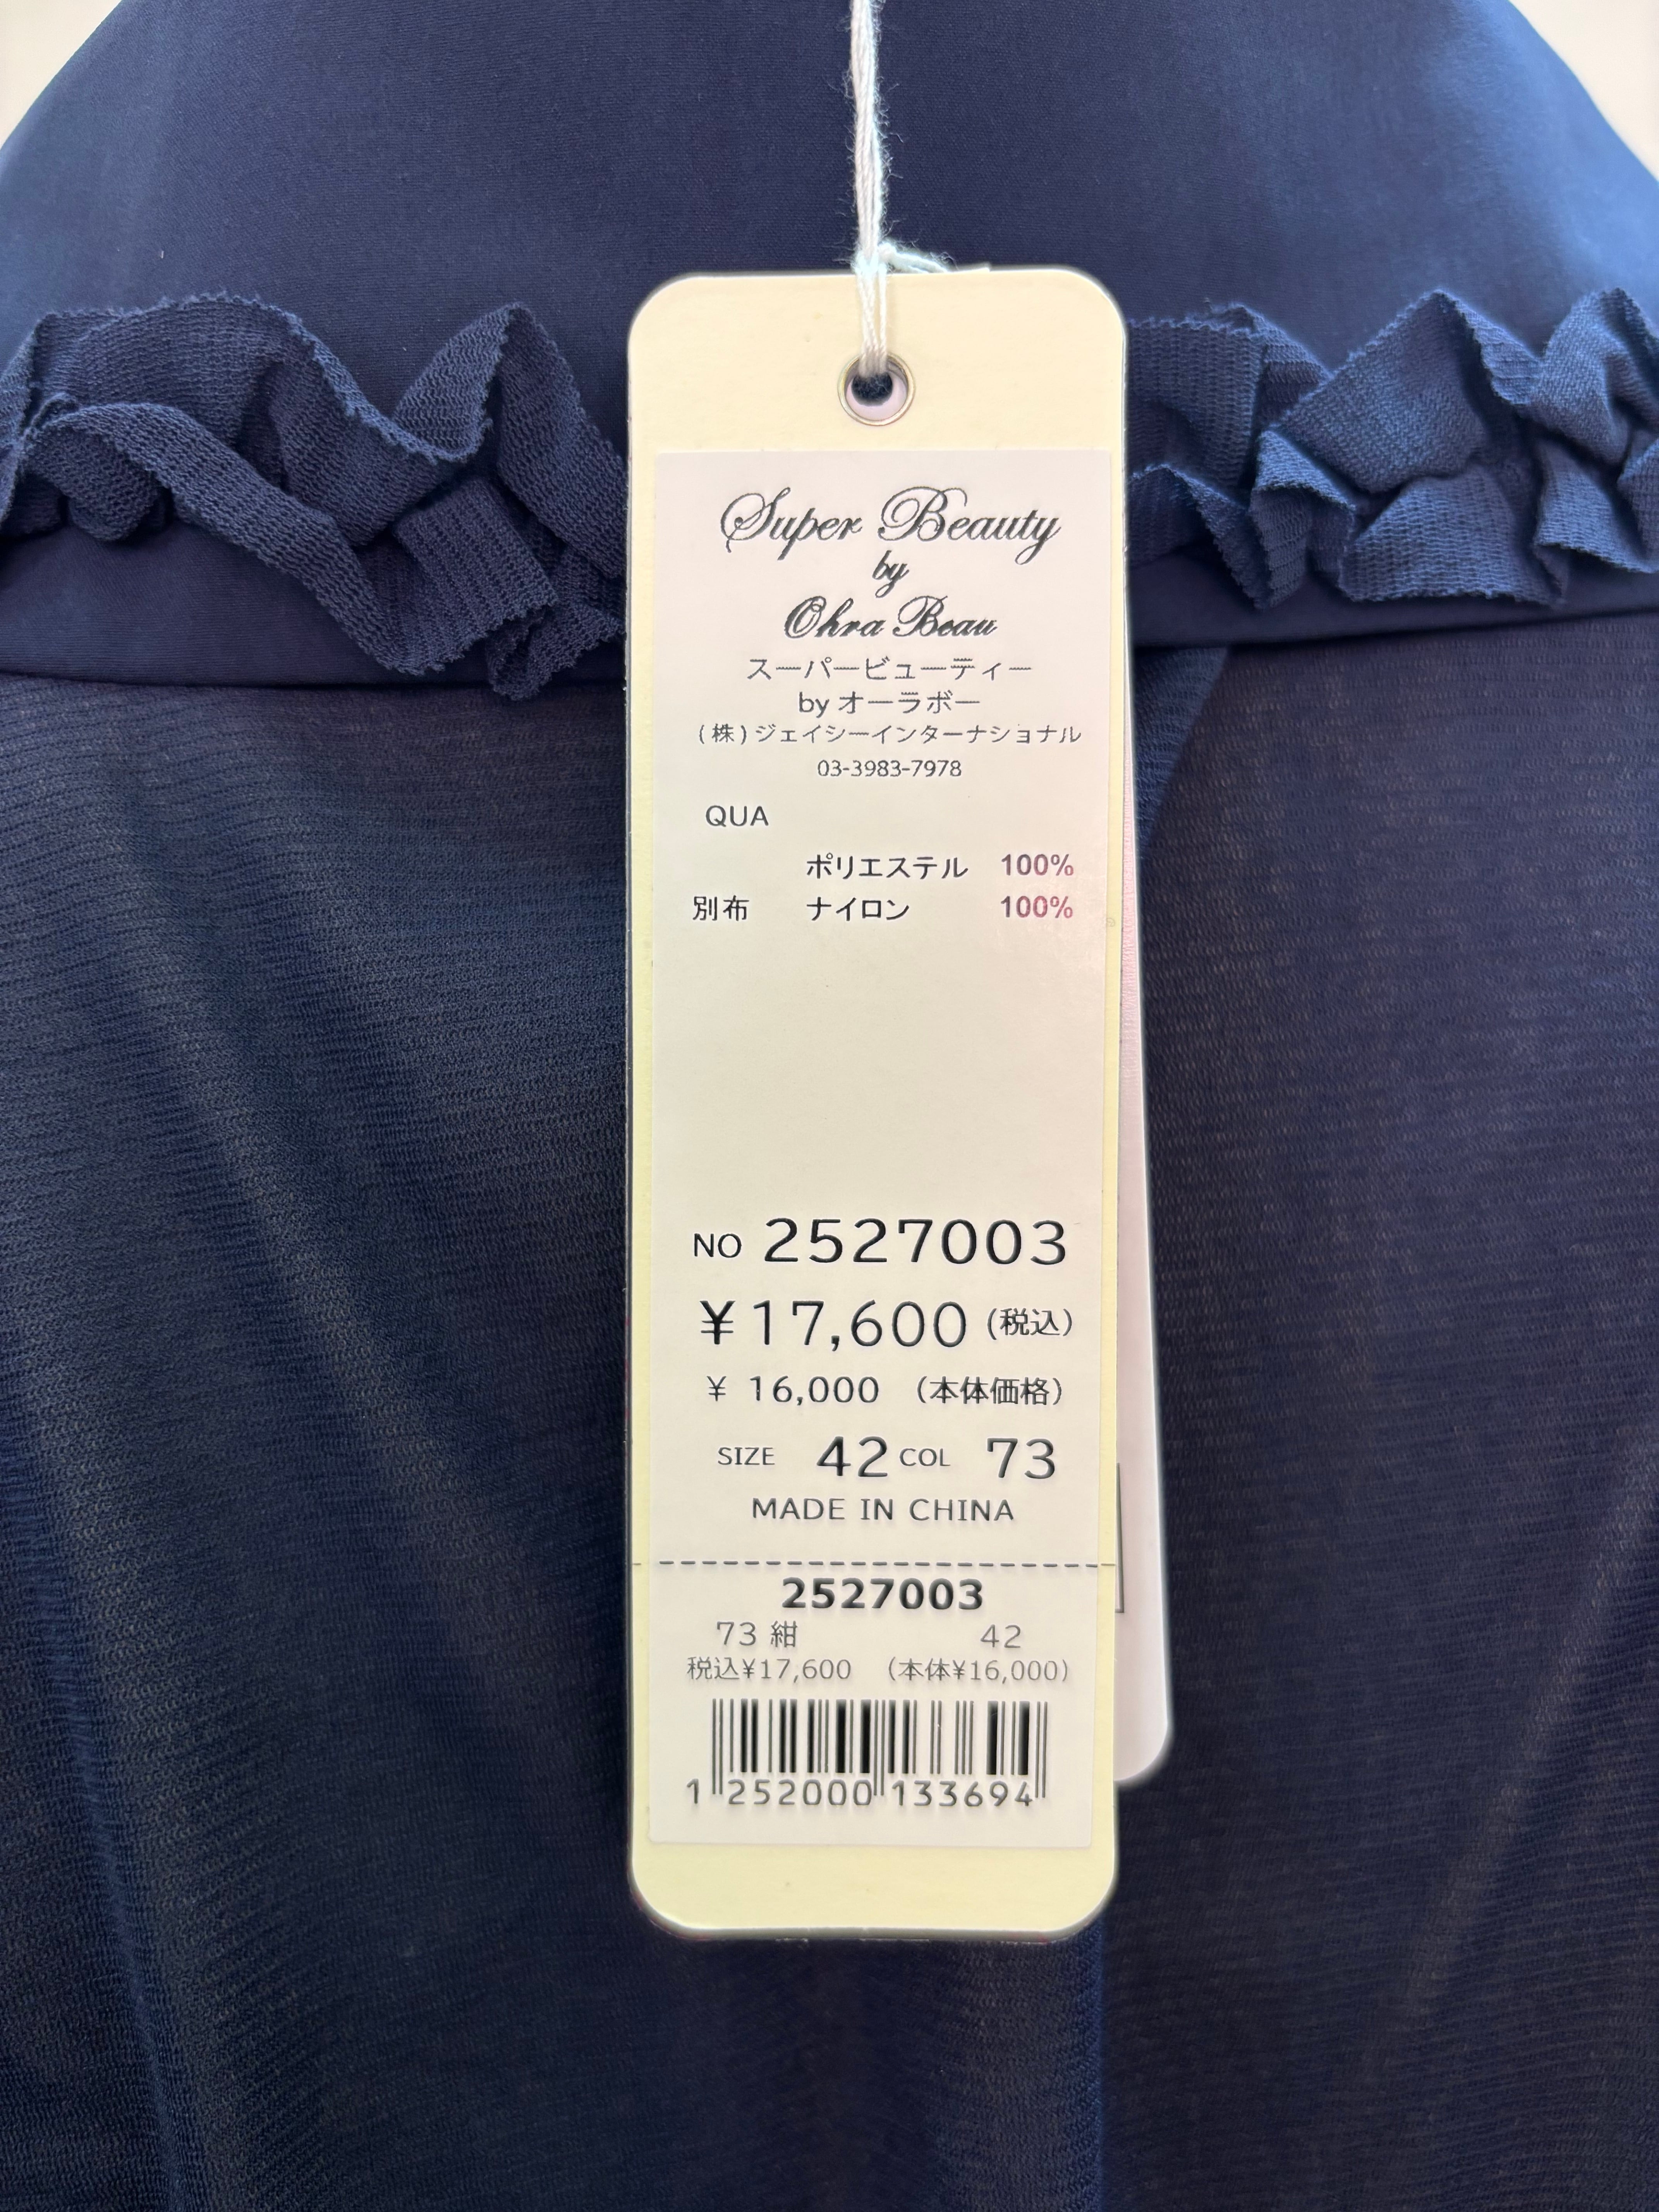 Super Beauty
by
Ohra Beau
スーパービューティー
by オーラボー
(株)ジェイシーインターナショナル
03-3983-7978
QUA
ポリエステル 100%
別布 ナイロン 100%
NO 2527003
¥17,600 (税込)
¥ 16,000 (本体価格)
SIZE 42 COL 73
MADE IN CHINA
2527003
73 紺 42
税込¥17,600 (本体¥16,000)
1 252000 133694